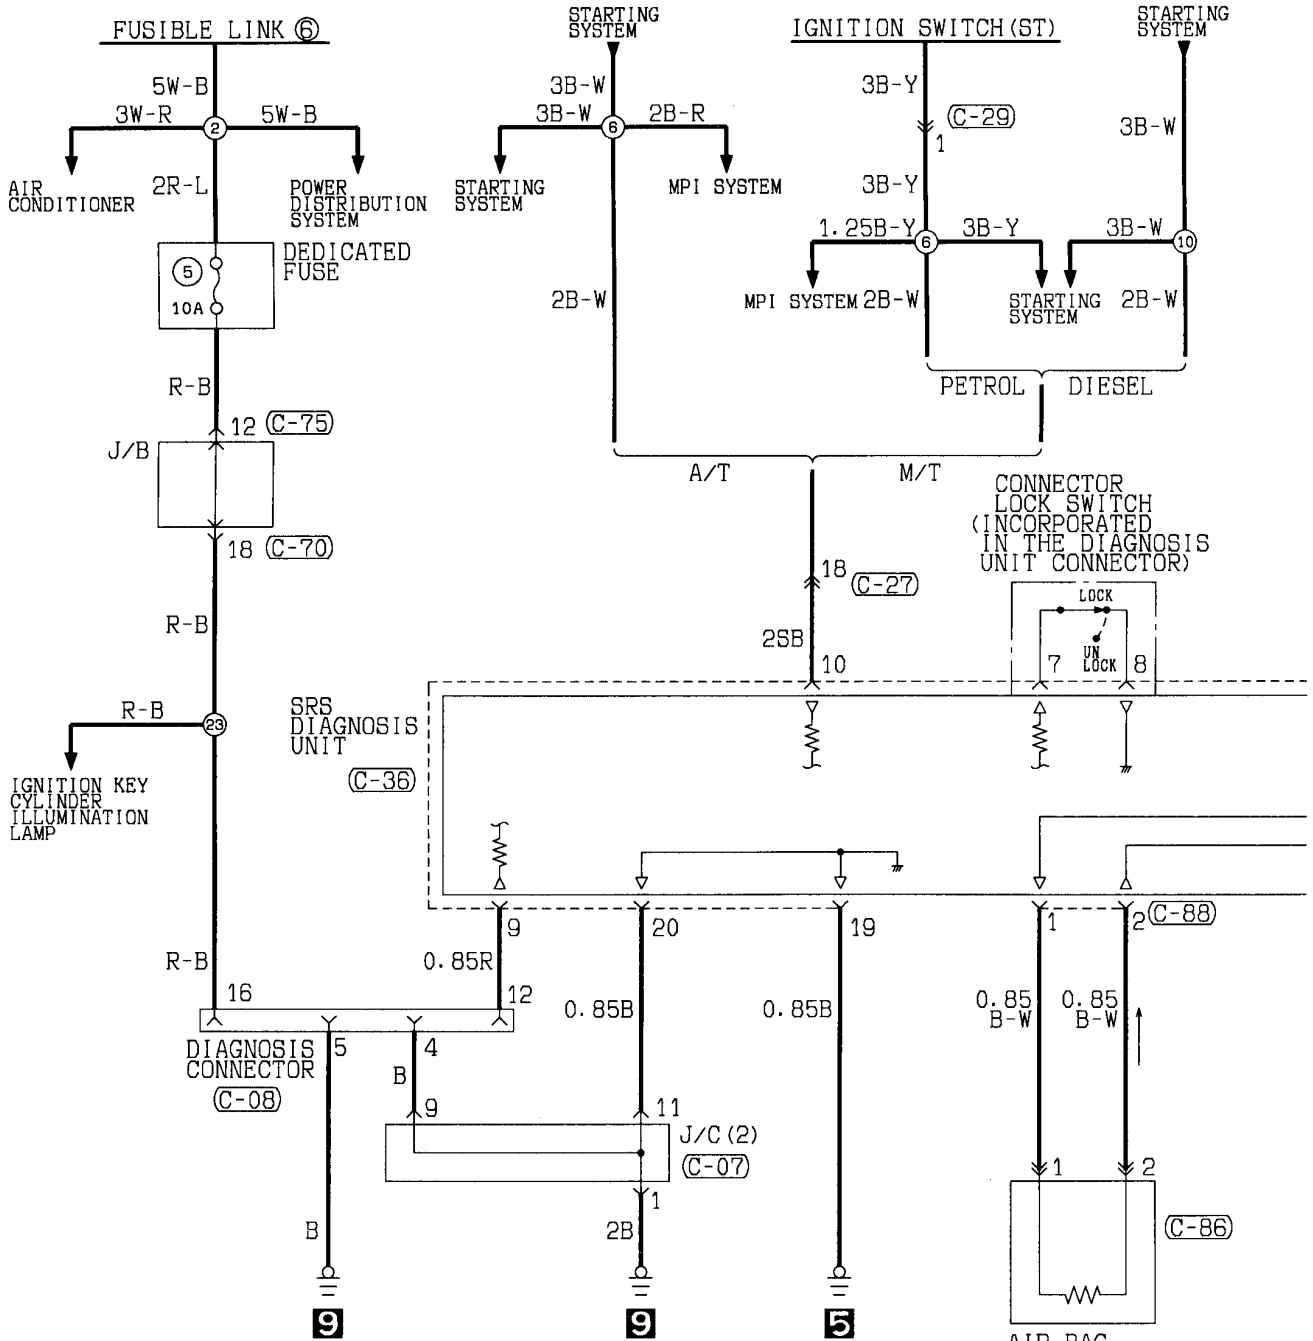 FUSIBLE LINK ⑥
STARTING
SYSTEM
IGNITION SWITCH(ST)
STARTING
SYSTEM
5W-B
3W-R
2
5W-B
AIR
CONDITIONER
2R-L
POWER
DISTRIBUTION
SYSTEM
3B-W
3B-W
6
2B-R
STARTING
SYSTEM
MPI SYSTEM
3B-Y
C-29
1
3B-Y
3B-W
1.25B-Y
6
3B-Y
3B-W
10
MPI SYSTEM
2B-W
STARTING
SYSTEM
2B-W
2B-W
DEDICATED
FUSE
5
10A
R-B
PETROL
DIESEL
12
C-75
J/B
A/T
M/T
18
C-70
CONNECTOR
LOCK SWITCH
(INCORPORATED
IN THE DIAGNOSIS
UNIT CONNECTOR)
18
C-27
LOCK
UN
LOCK
R-B
2SB
10
7
8
R-B
23
SRS
DIAGNOSIS
UNIT
C-36
IGNITION KEY
CYLINDER
ILLUMINATION
LAMP
9
20
19
1
2
C-88
R-B
0.85R
16
12
0.85B
0.85B
0.85
B-W
0.85
B-W
5
4
DIAGNOSIS
CONNECTOR
C-08
B
9
11
J/C(2)
C-07
1
2
1
B
2B
C-86
9
9
5